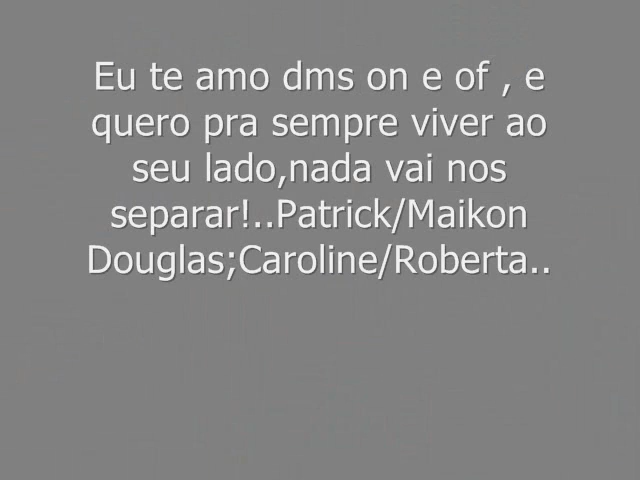 Eu te amo dms on e of , e
quero pra sempre viver ao
seu lado,nada vai nos
separar!..Patrick/Maikon
Douglas;Caroline/Roberta..